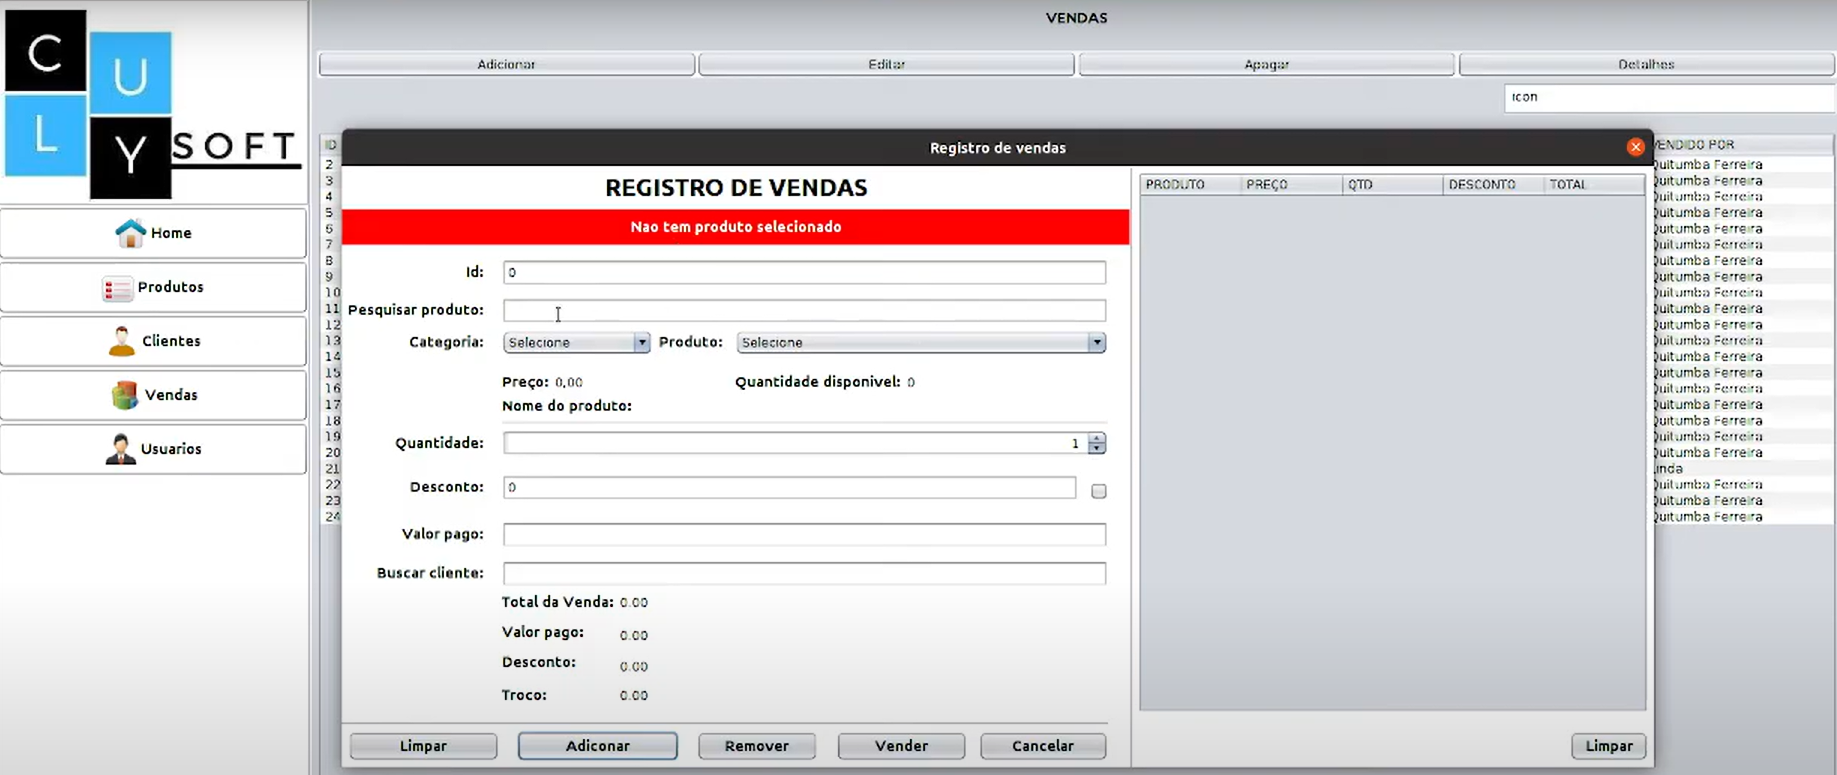 C
U
L
Y SOFT
Home
Produtos
Clientes
Vendas
Usuarios
VENDAS
Adicionar Editar Apagar Detalhes
icon
ID VENDIDO POR
2 Quitumba Ferreira
3 Quitumba Ferreira
4 Quitumba Ferreira
5 Quitumba Ferreira
6 Quitumba Ferreira
7 Quitumba Ferreira
8 Quitumba Ferreira
9 Quitumba Ferreira
10 Quitumba Ferreira
11 Quitumba Ferreira
12 Quitumba Ferreira
13 Quitumba Ferreira
14 Quitumba Ferreira
15 Quitumba Ferreira
16 Quitumba Ferreira
17 Quitumba Ferreira
18 Quitumba Ferreira
19 Quitumba Ferreira
20 Quitumba Ferreira
21 Linda
22 Quitumba Ferreira
23 Quitumba Ferreira
24 Quitumba Ferreira
Registro de vendas
REGISTRO DE VENDAS
Nao tem produto selecionado
Id: 0
Pesquisar produto:
Categoria: Selecione Produto: Selecione
Preço: 0,00 Quantidade disponivel: 0
Nome do produto:
Quantidade: 1
Desconto: 0
Valor pago:
Buscar cliente:
Total da Venda: 0.00
Valor pago: 0.00
Desconto: 0.00
Troco: 0.00
Limpar Adiconar Remover Vender Cancelar
PRODUTO PREÇO QTD DESCONTO TOTAL
Limpar